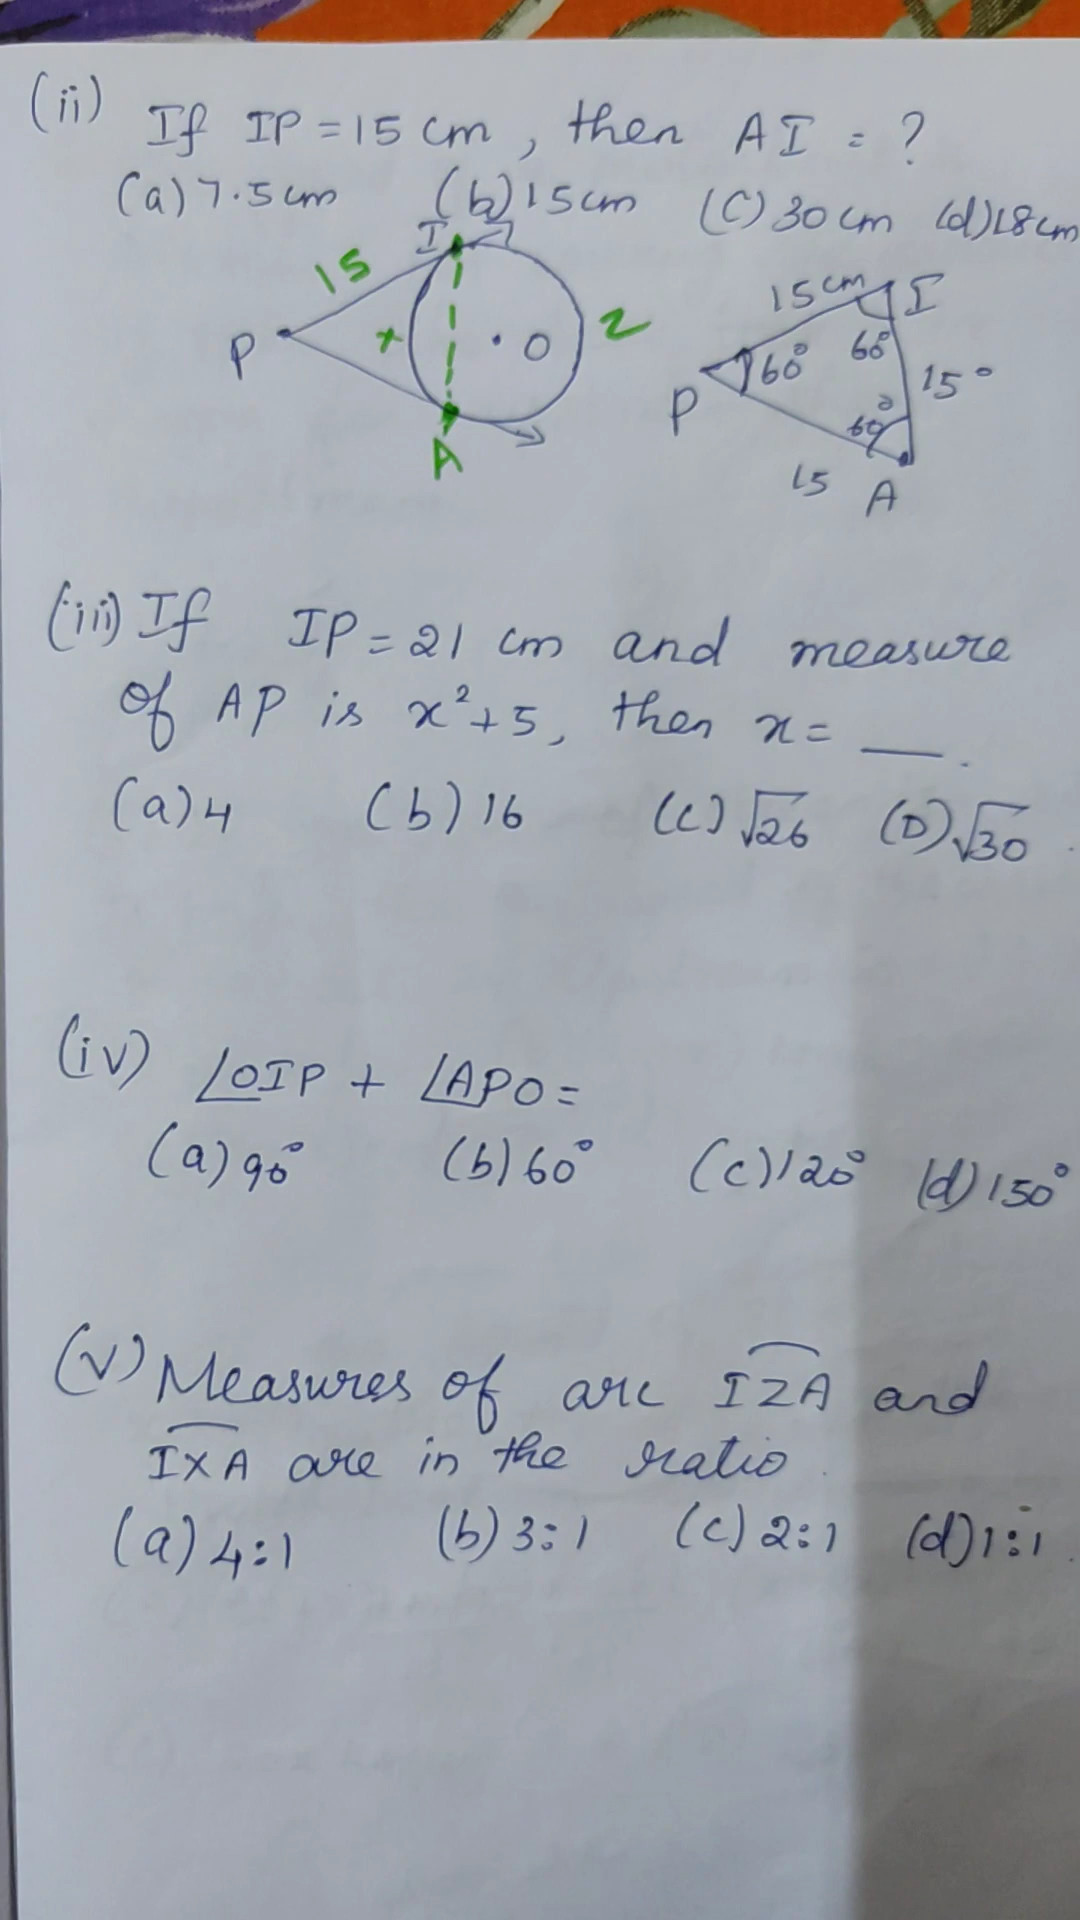 (ii) If IP = 15 cm, then AI = ?
(a) 7.5 cm (b) 15 cm (C) 30 cm (d) 18 cm
I
15
P
x
O
2
A
15 cm I
60° 60°
P
15°
60°
15 A
(iii) If IP = 21 cm and measure
of AP is x²+5, then x = __.
(a) 4 (b) 16 (C) √26 (D) √30
(iv) ∠OIP + ∠APO =
(a) 90° (b) 60° (c) 120° (d) 150°
(v) Measures of arc IZA and
IXA are in the ratio
(a) 4:1 (b) 3:1 (c) 2:1 (d) 1:1